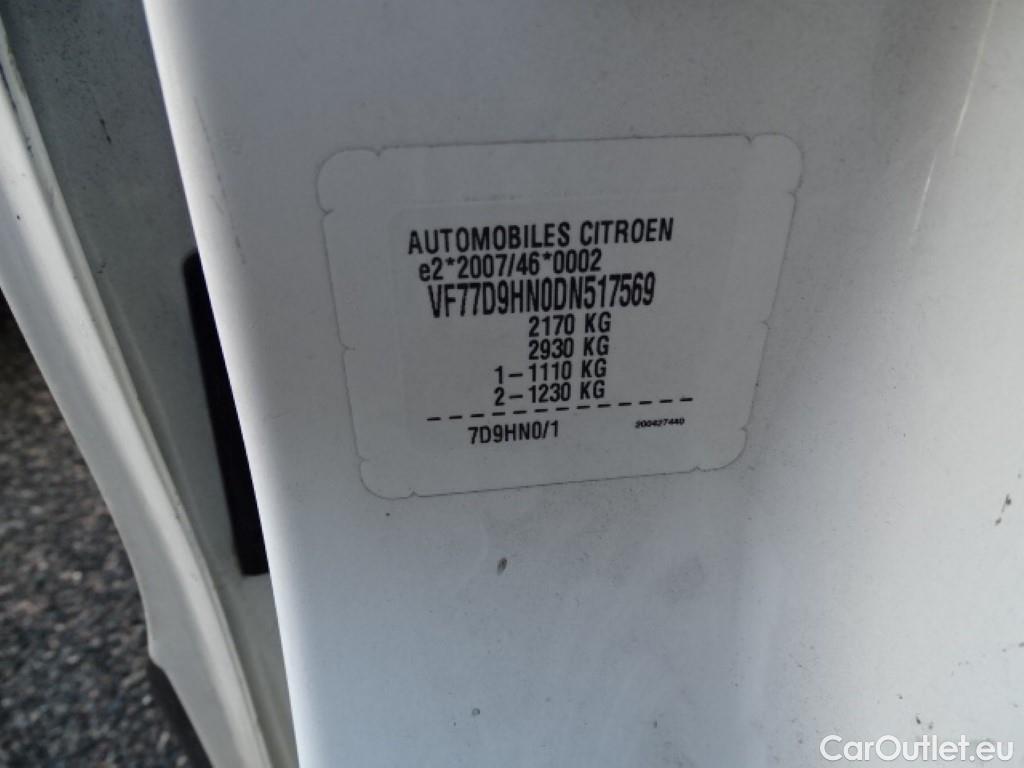 AUTOMOBILES CITROEN
e2*2007/46*0002
VF77D9HN0DN517569
2170 KG
2930 KG
1-1110 KG
2-1230 KG
7D9HN0/1 200427440
CarOutlet.eu